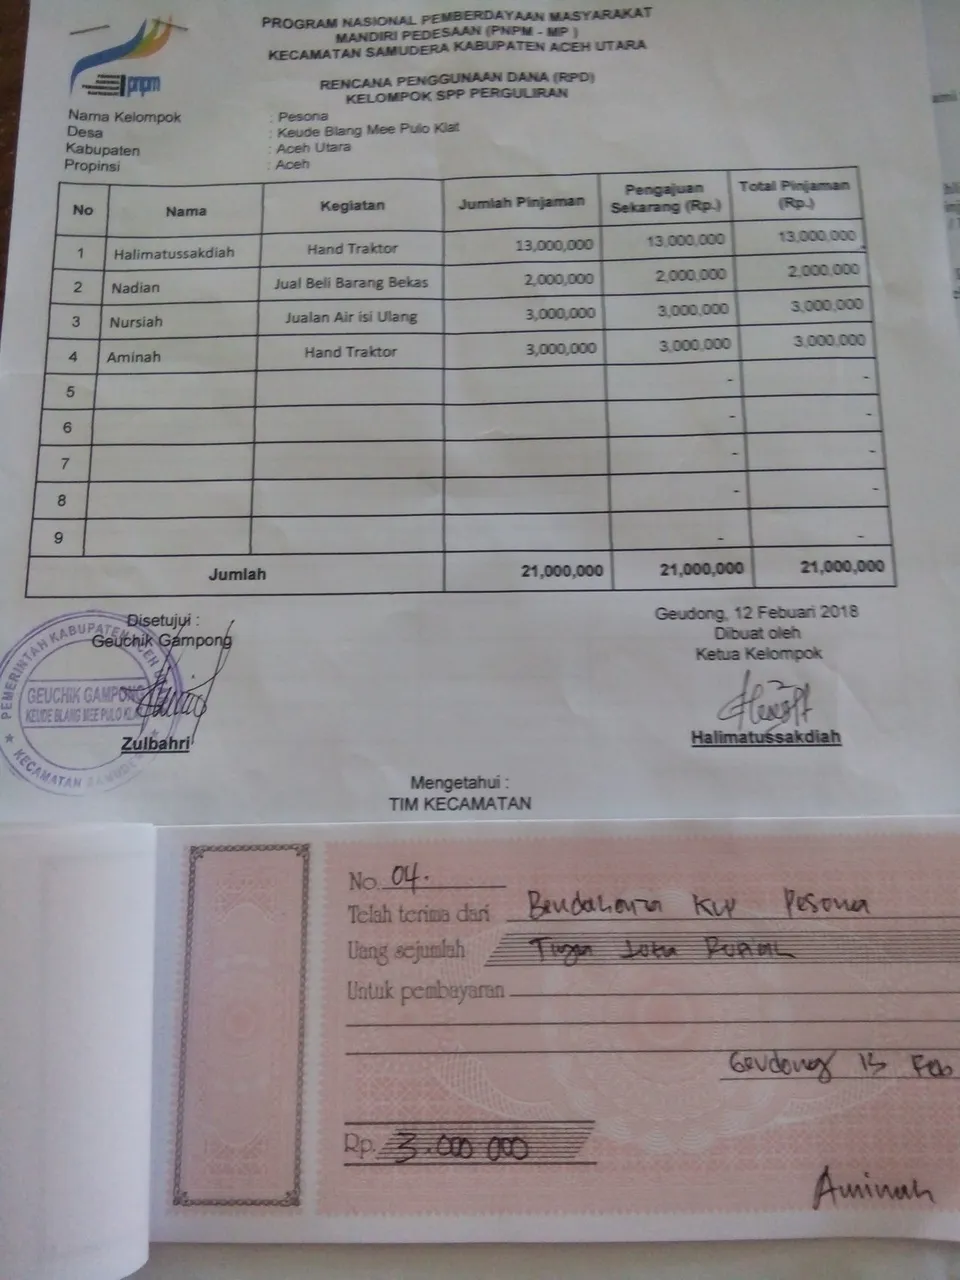 PROGRAM NASIONAL PEMBERDAYAAN MASYARAKAT
MANDIRI PEDESAAN (PNPM - MP )
KECAMATAN SAMUDERA KABUPATEN ACEH UTARA
pnpm
RENCANA PENGGUNAAN DANA (RPD)
KELOMPOK SPP PERGULIRAN
Nama Kelompok : Pesona
Desa : Keude Blang Mee Pulo Klat
Kabupaten : Aceh Utara
Propinsi : Aceh
No Nama Kegiatan Jumlah Pinjaman Pengajuan Sekarang (Rp.) Total Pinjaman (Rp.)
1 Halimatussakdiah Hand Traktor 13,000,000 13,000,000 13,000,000
2 Nadian Jual Beli Barang Bekas 2,000,000 2,000,000 2,000,000
3 Nursiah Jualan Air isi Ulang 3,000,000 3,000,000 3,000,000
4 Aminah Hand Traktor 3,000,000 3,000,000 3,000,000
5 - -
6 - -
7 - -
8 - -
9 - -
Jumlah 21,000,000 21,000,000 21,000,000
Geudong, 12 Febuari 2018
Disetujui : Dibuat oleh
Geuchik Gampong Ketua Kelompok
PEMERINTAH KABUPATEN ACEH
GEUCHIK GAMPONG
KEUDE BLANG MEE PULO KLAT
KECAMATAN SAMUDERA
Zulbahri Halimatussakdiah
Mengetahui :
TIM KECAMATAN
No. 04.
Telah terima dari Bendahara Klp Pesona
Uang sejumlah Tiga Juta Rupiah
Untuk pembayaran
Geudong 13 Feb
Rp. 3.000 000
Aminah